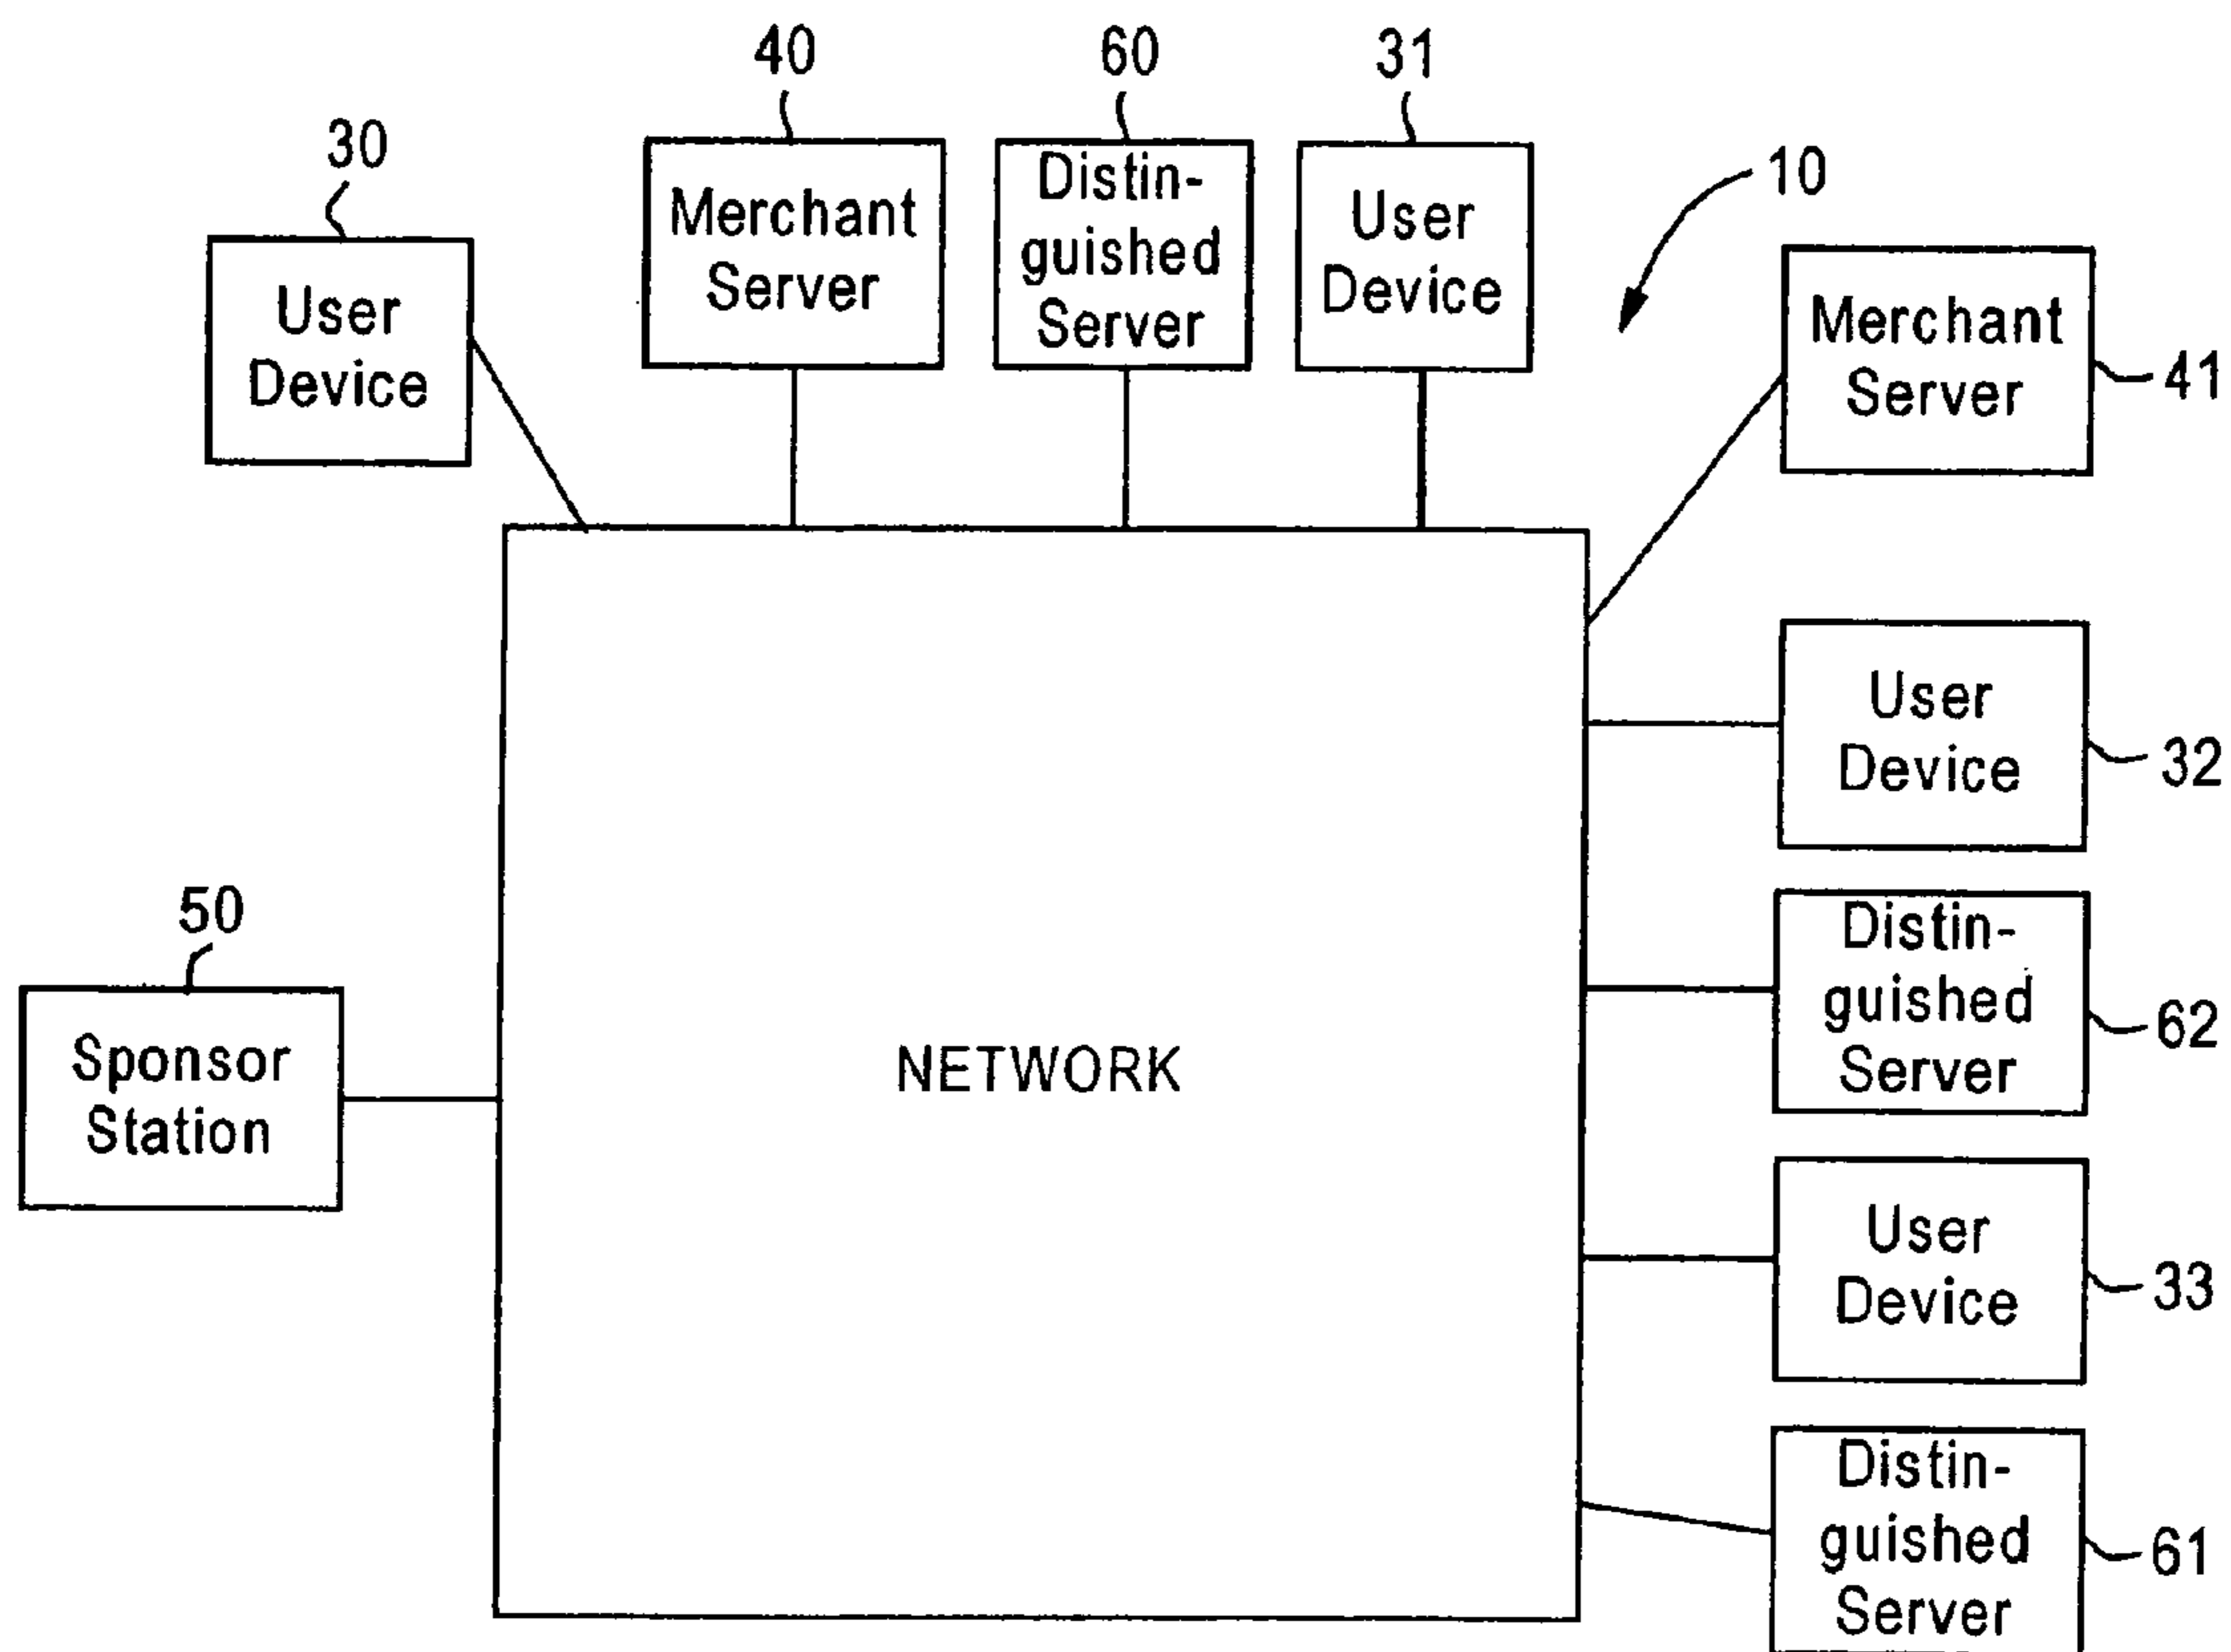 40
60
31
30
10
User
Device
Merchant
Server
Distin-
guished
Server
User
Device
Merchant
Server
41
User
Device
32
50
Sponsor
Station
NETWORK
Distin-
guished
Server
62
User
Device
33
Distin-
guished
Server
61